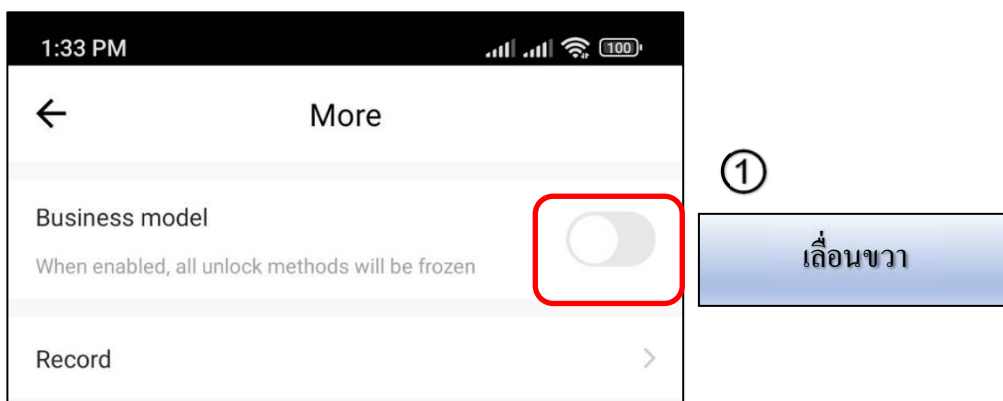 1:33 PM
100
More
①
Business model
When enabled, all unlock methods will be frozen
เลื่อนขวา
Record